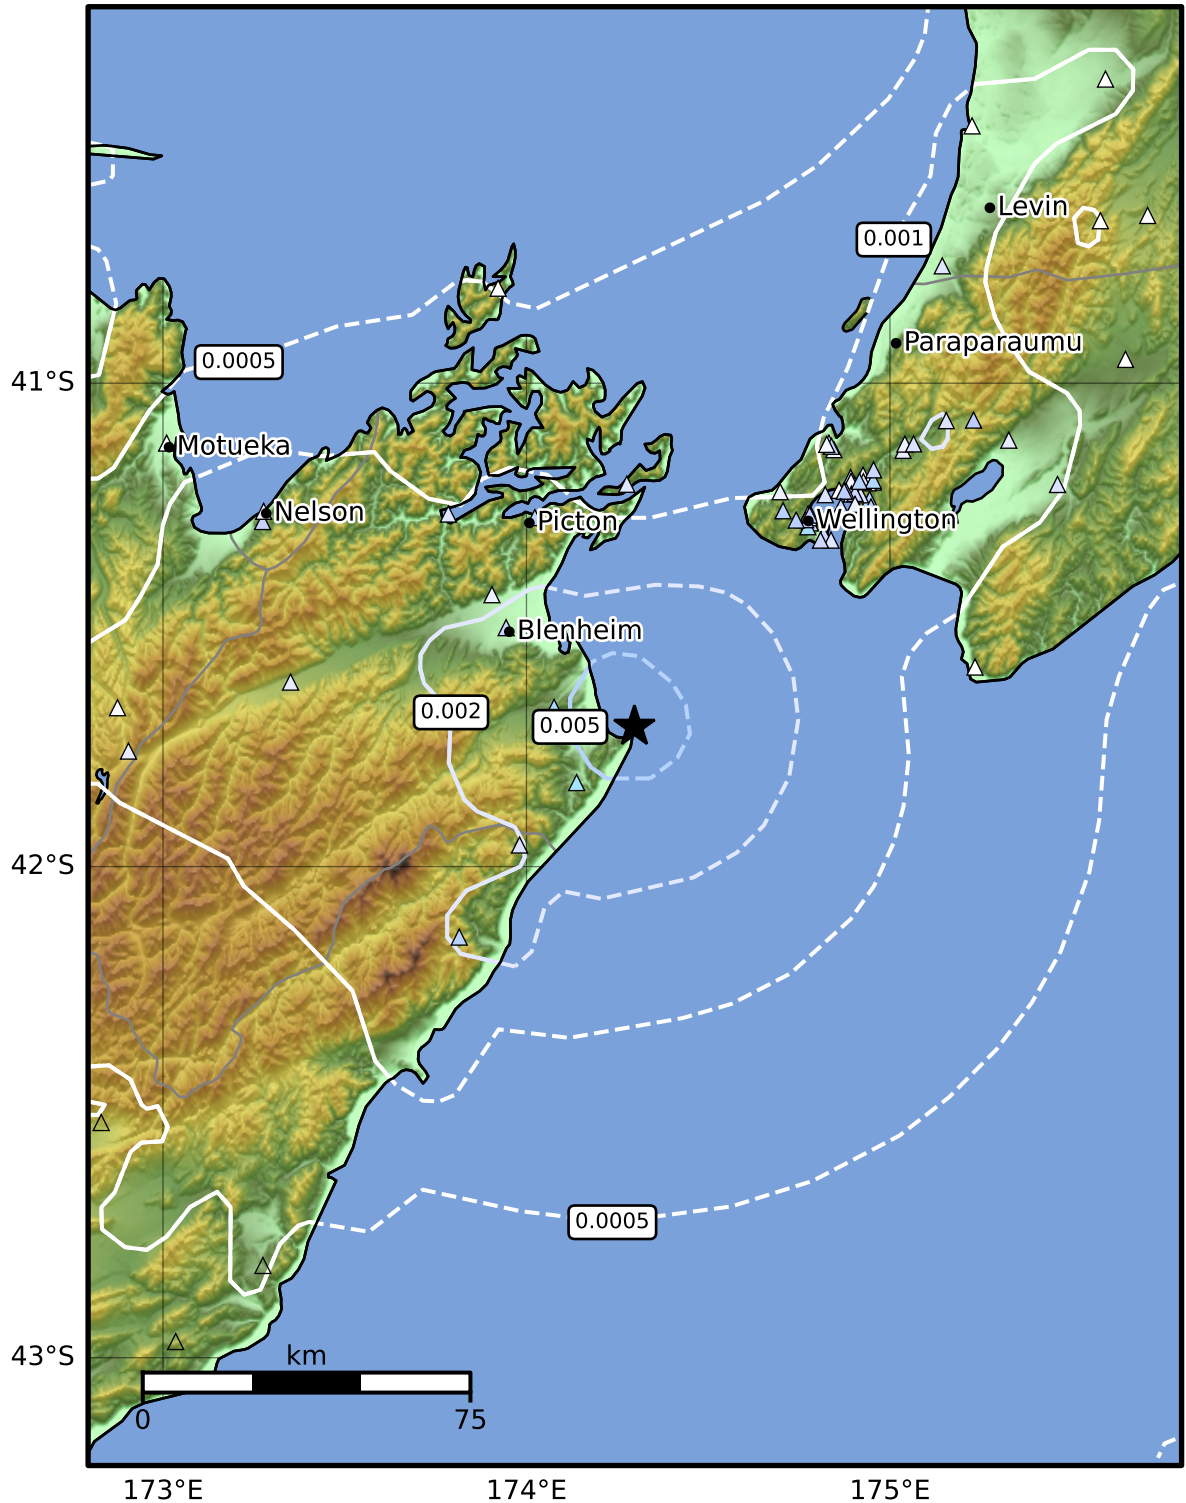 Levin
0.001
Paraparaumu
0.0005
41°S
Motueka
Nelson
Picton
Wellington
Blenheim
0.002
0.005
42°S
0.0005
43°S
km
0
75
173°E
174°E
175°E